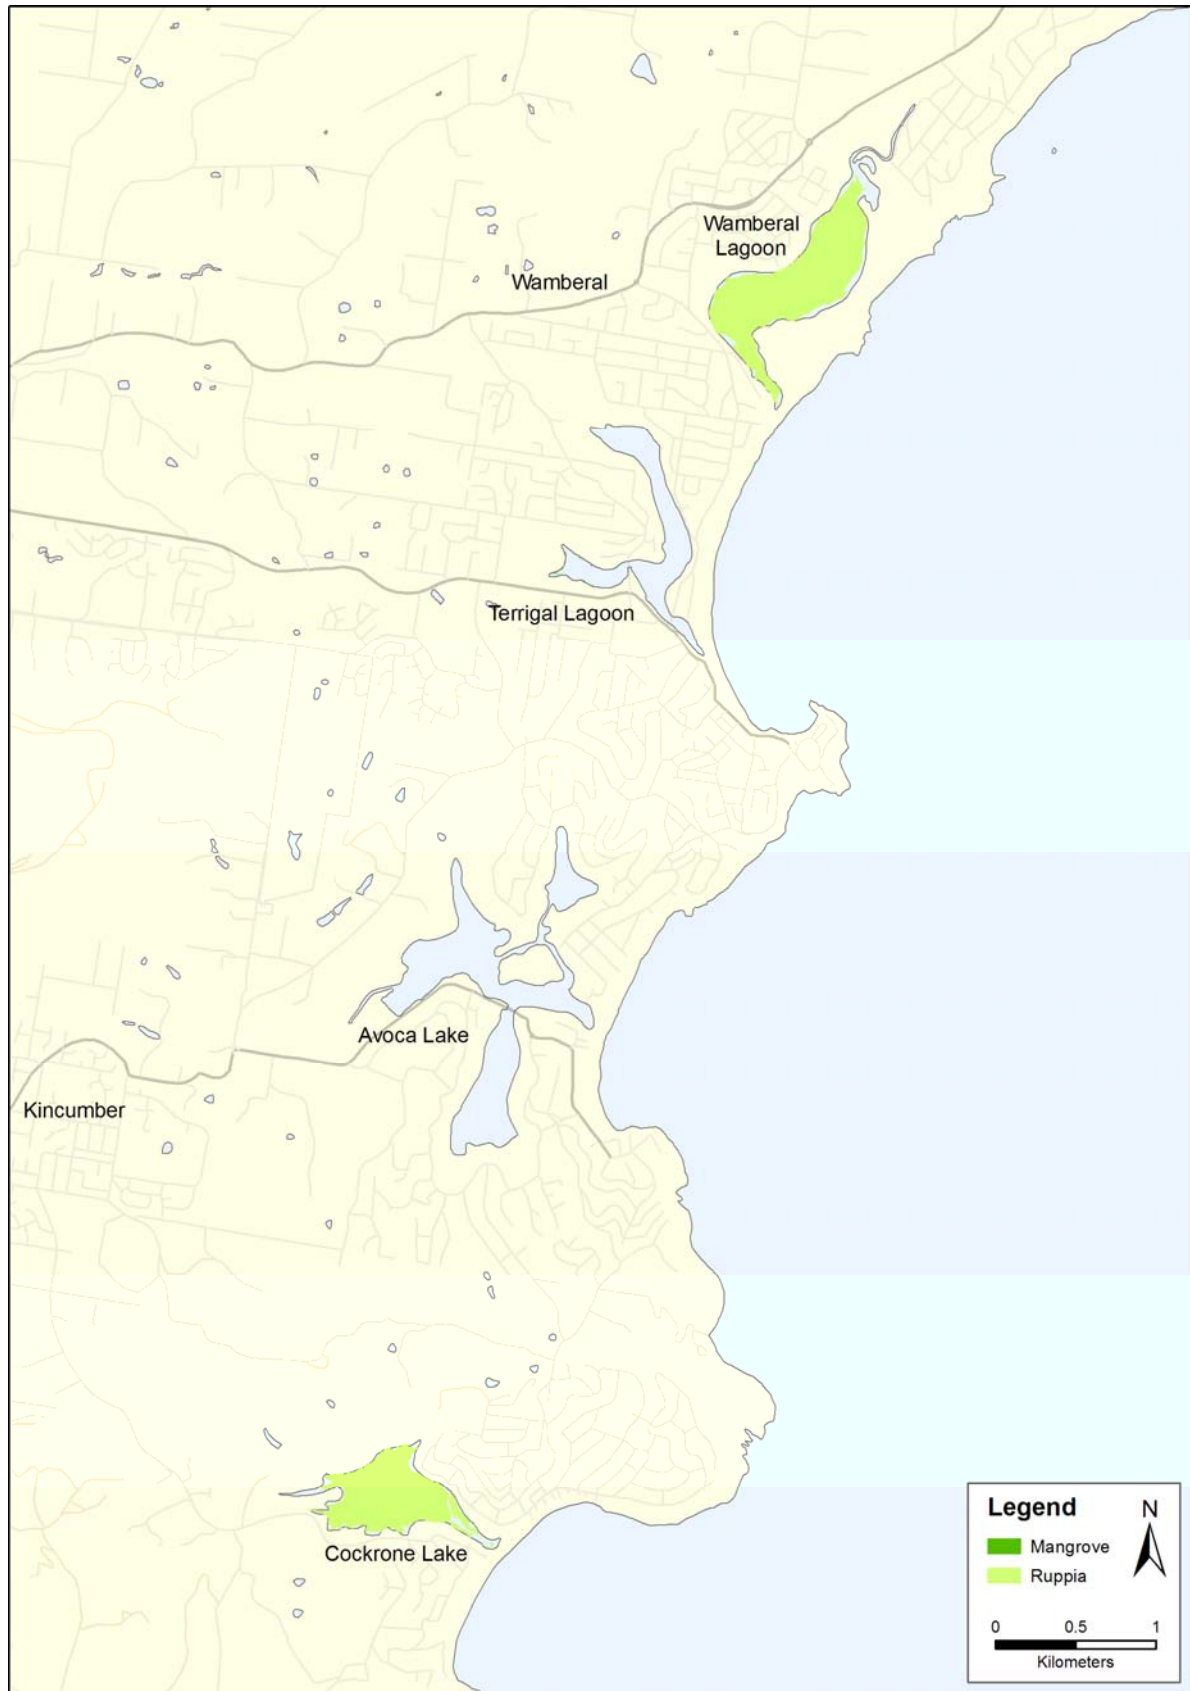 Wamberal
Lagoon
Wamberal
Terrigal Lagoon
Avoca Lake
Kincumber
Cockrone Lake
Legend
N
Mangrove
Ruppia
0 0.5 1
Kilometers